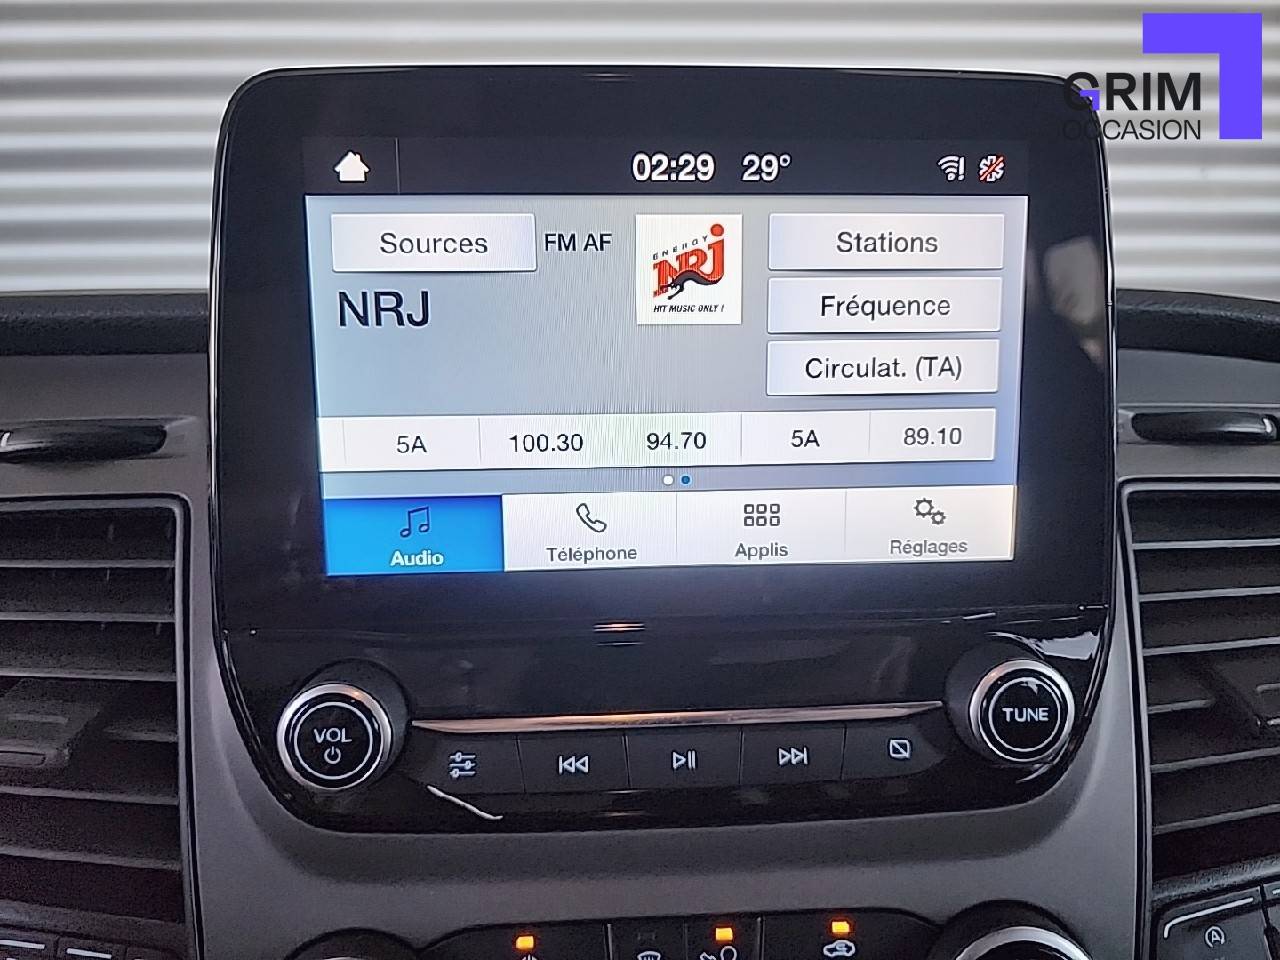 GRIM
OCCASION
02:29 29°
Sources FM AF
ENERGY
NRJ
HIT MUSIC ONLY !
Stations
NRJ
Fréquence
Circulat. (TA)
5A 100.30 94.70 5A 89.10
Audio Téléphone Applis Réglages
VOL
TUNE
A